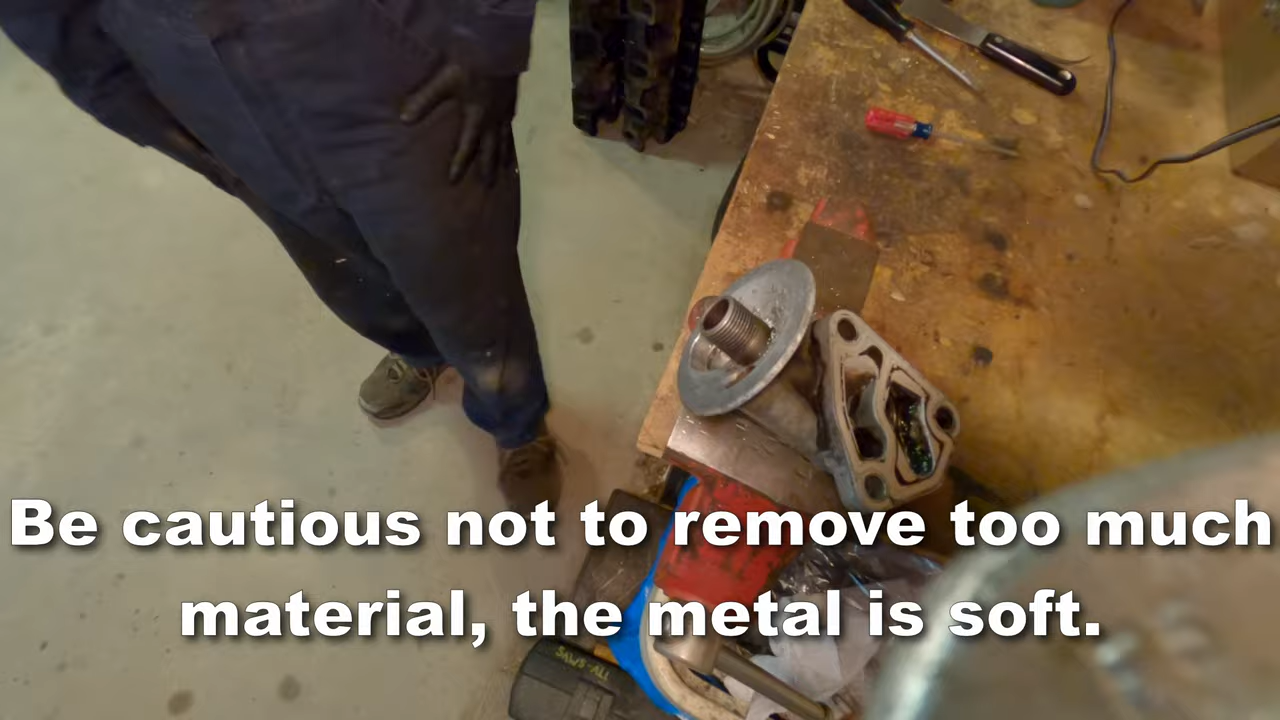 Be cautious not to remove too much
material, the metal is soft.